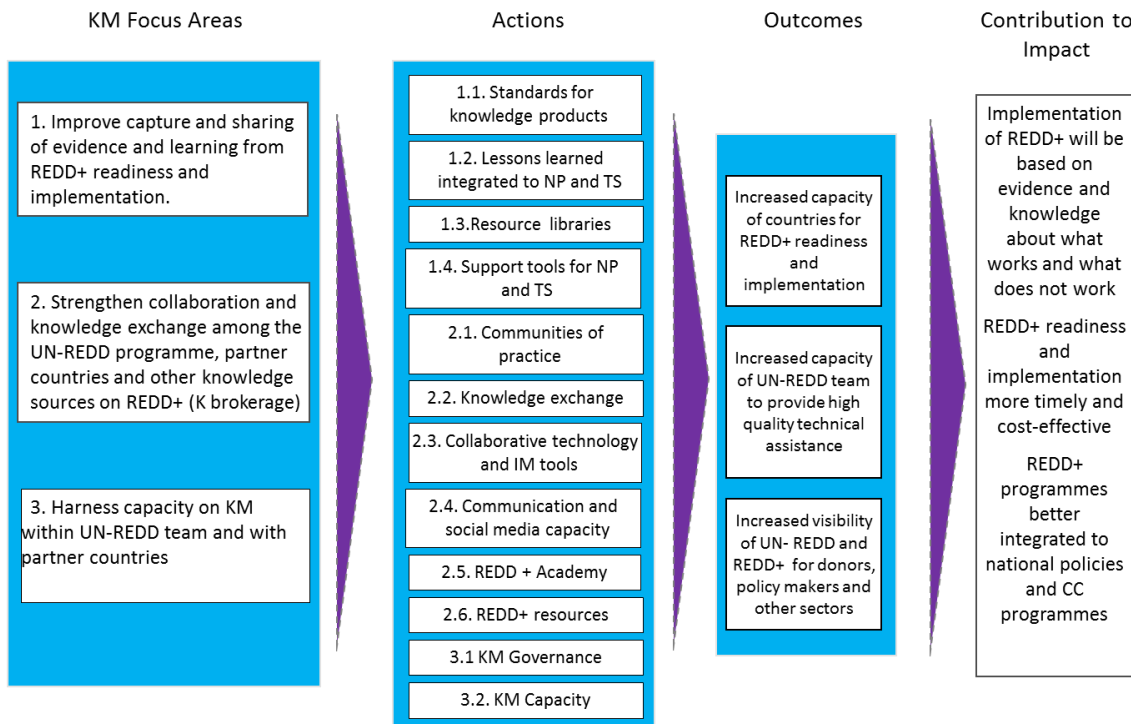 KM Focus Areas
1. Improve capture and sharing
of evidence and learning from
REDD+ readiness and
implementation.
2. Strengthen collaboration and
knowledge exchange among the
UN-REDD programme, partner
countries and other knowledge
sources on REDD+ (K brokerage)
3. Harness capacity on KM
within UN-REDD team and with
partner countries
Actions
1.1. Standards for
knowledge products
1.2. Lessons learned
integrated to NP and TS
1.3.Resource libraries
1.4. Support tools for NP
and TS
2.1. Communities of
practice
2.2. Knowledge exchange
2.3. Collaborative technology
and IM tools
2.4. Communication and
social media capacity
2.5. REDD + Academy
2.6. REDD+ resources
3.1 KM Governance
3.2. KM Capacity
Outcomes
Increased capacity
of countries for
REDD+ readiness
and
implementation
Increased capacity
of UN-REDD team
to provide high
quality technical
assistance
Increased visibility
of UN- REDD and
REDD+ for donors,
policy makers and
other sectors
Contribution to
Impact
Implementation
of REDD+ will be
based on
evidence and
knowledge
about what
works and what
does not work
REDD+ readiness
and
implementation
more timely and
cost-effective
REDD+
programmes
better
integrated to
national policies
and CC
programmes